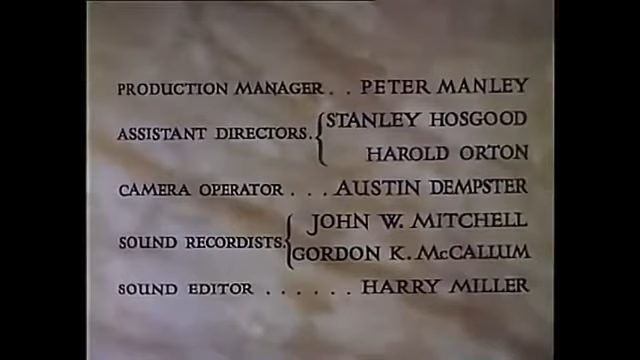 PRODUCTION MANAGER . . PETER MANLEY
ASSISTANT DIRECTORS. { STANLEY HOSGOOD
HAROLD ORTON
CAMERA OPERATOR . . . AUSTIN DEMPSTER
SOUND RECORDISTS. { JOHN W. MITCHELL
GORDON K. McCALLUM
SOUND EDITOR . . . . . . HARRY MILLER